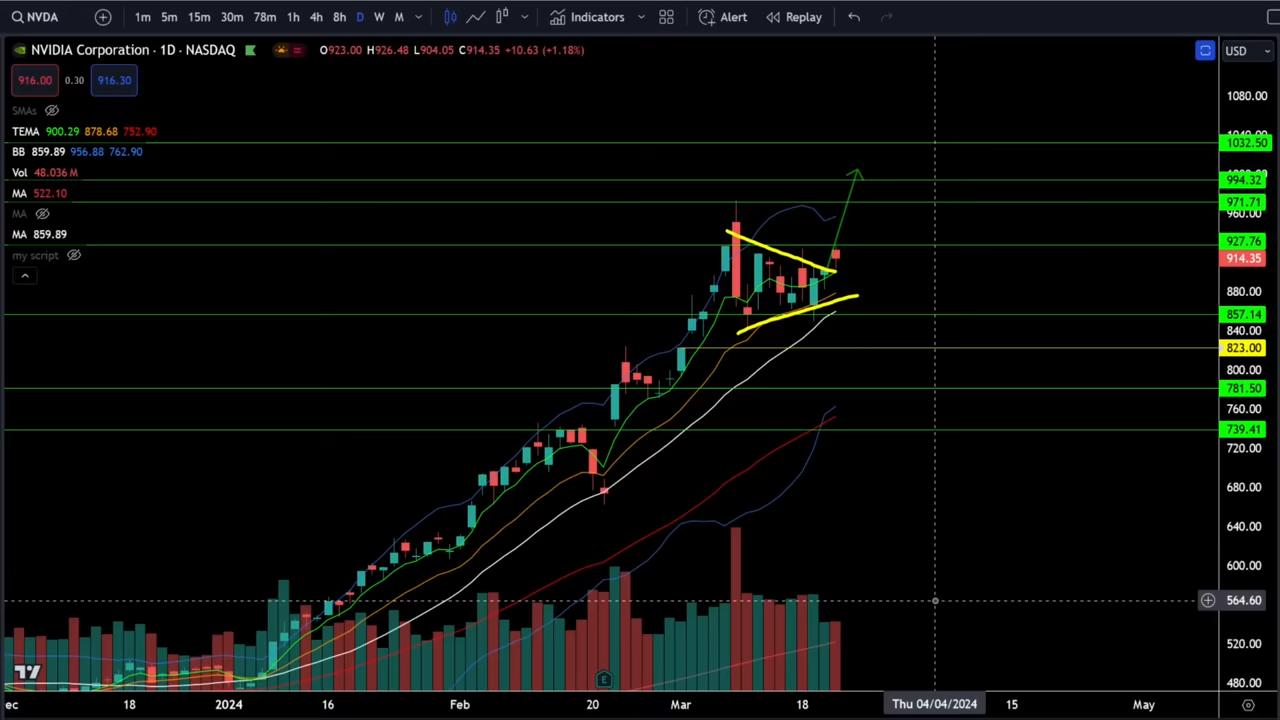 NVDA 1m 5m 15m 30m 78m 1h 4h 8h D W M Indicators Alert Replay
NVIDIA Corporation · 1D · NASDAQ O923.00 H926.48 L904.05 C914.35 +10.63 (+1.18%) USD
916.00 0.30 916.30
1080.00
SMAs
TEMA 900.29 878.68 752.90
1032.50
BB 859.89 956.88 762.90
Vol 48.036 M
994.32
MA 522.10
971.71
MA
960.00
MA 859.89
927.76
my script
914.35
880.00
857.14
840.00
823.00
800.00
781.50
760.00
739.41
720.00
680.00
640.00
600.00
564.60
520.00
E
480.00
ec 18 2024 16 Feb 20 Mar 18 Thu 04/04/2024 15 May